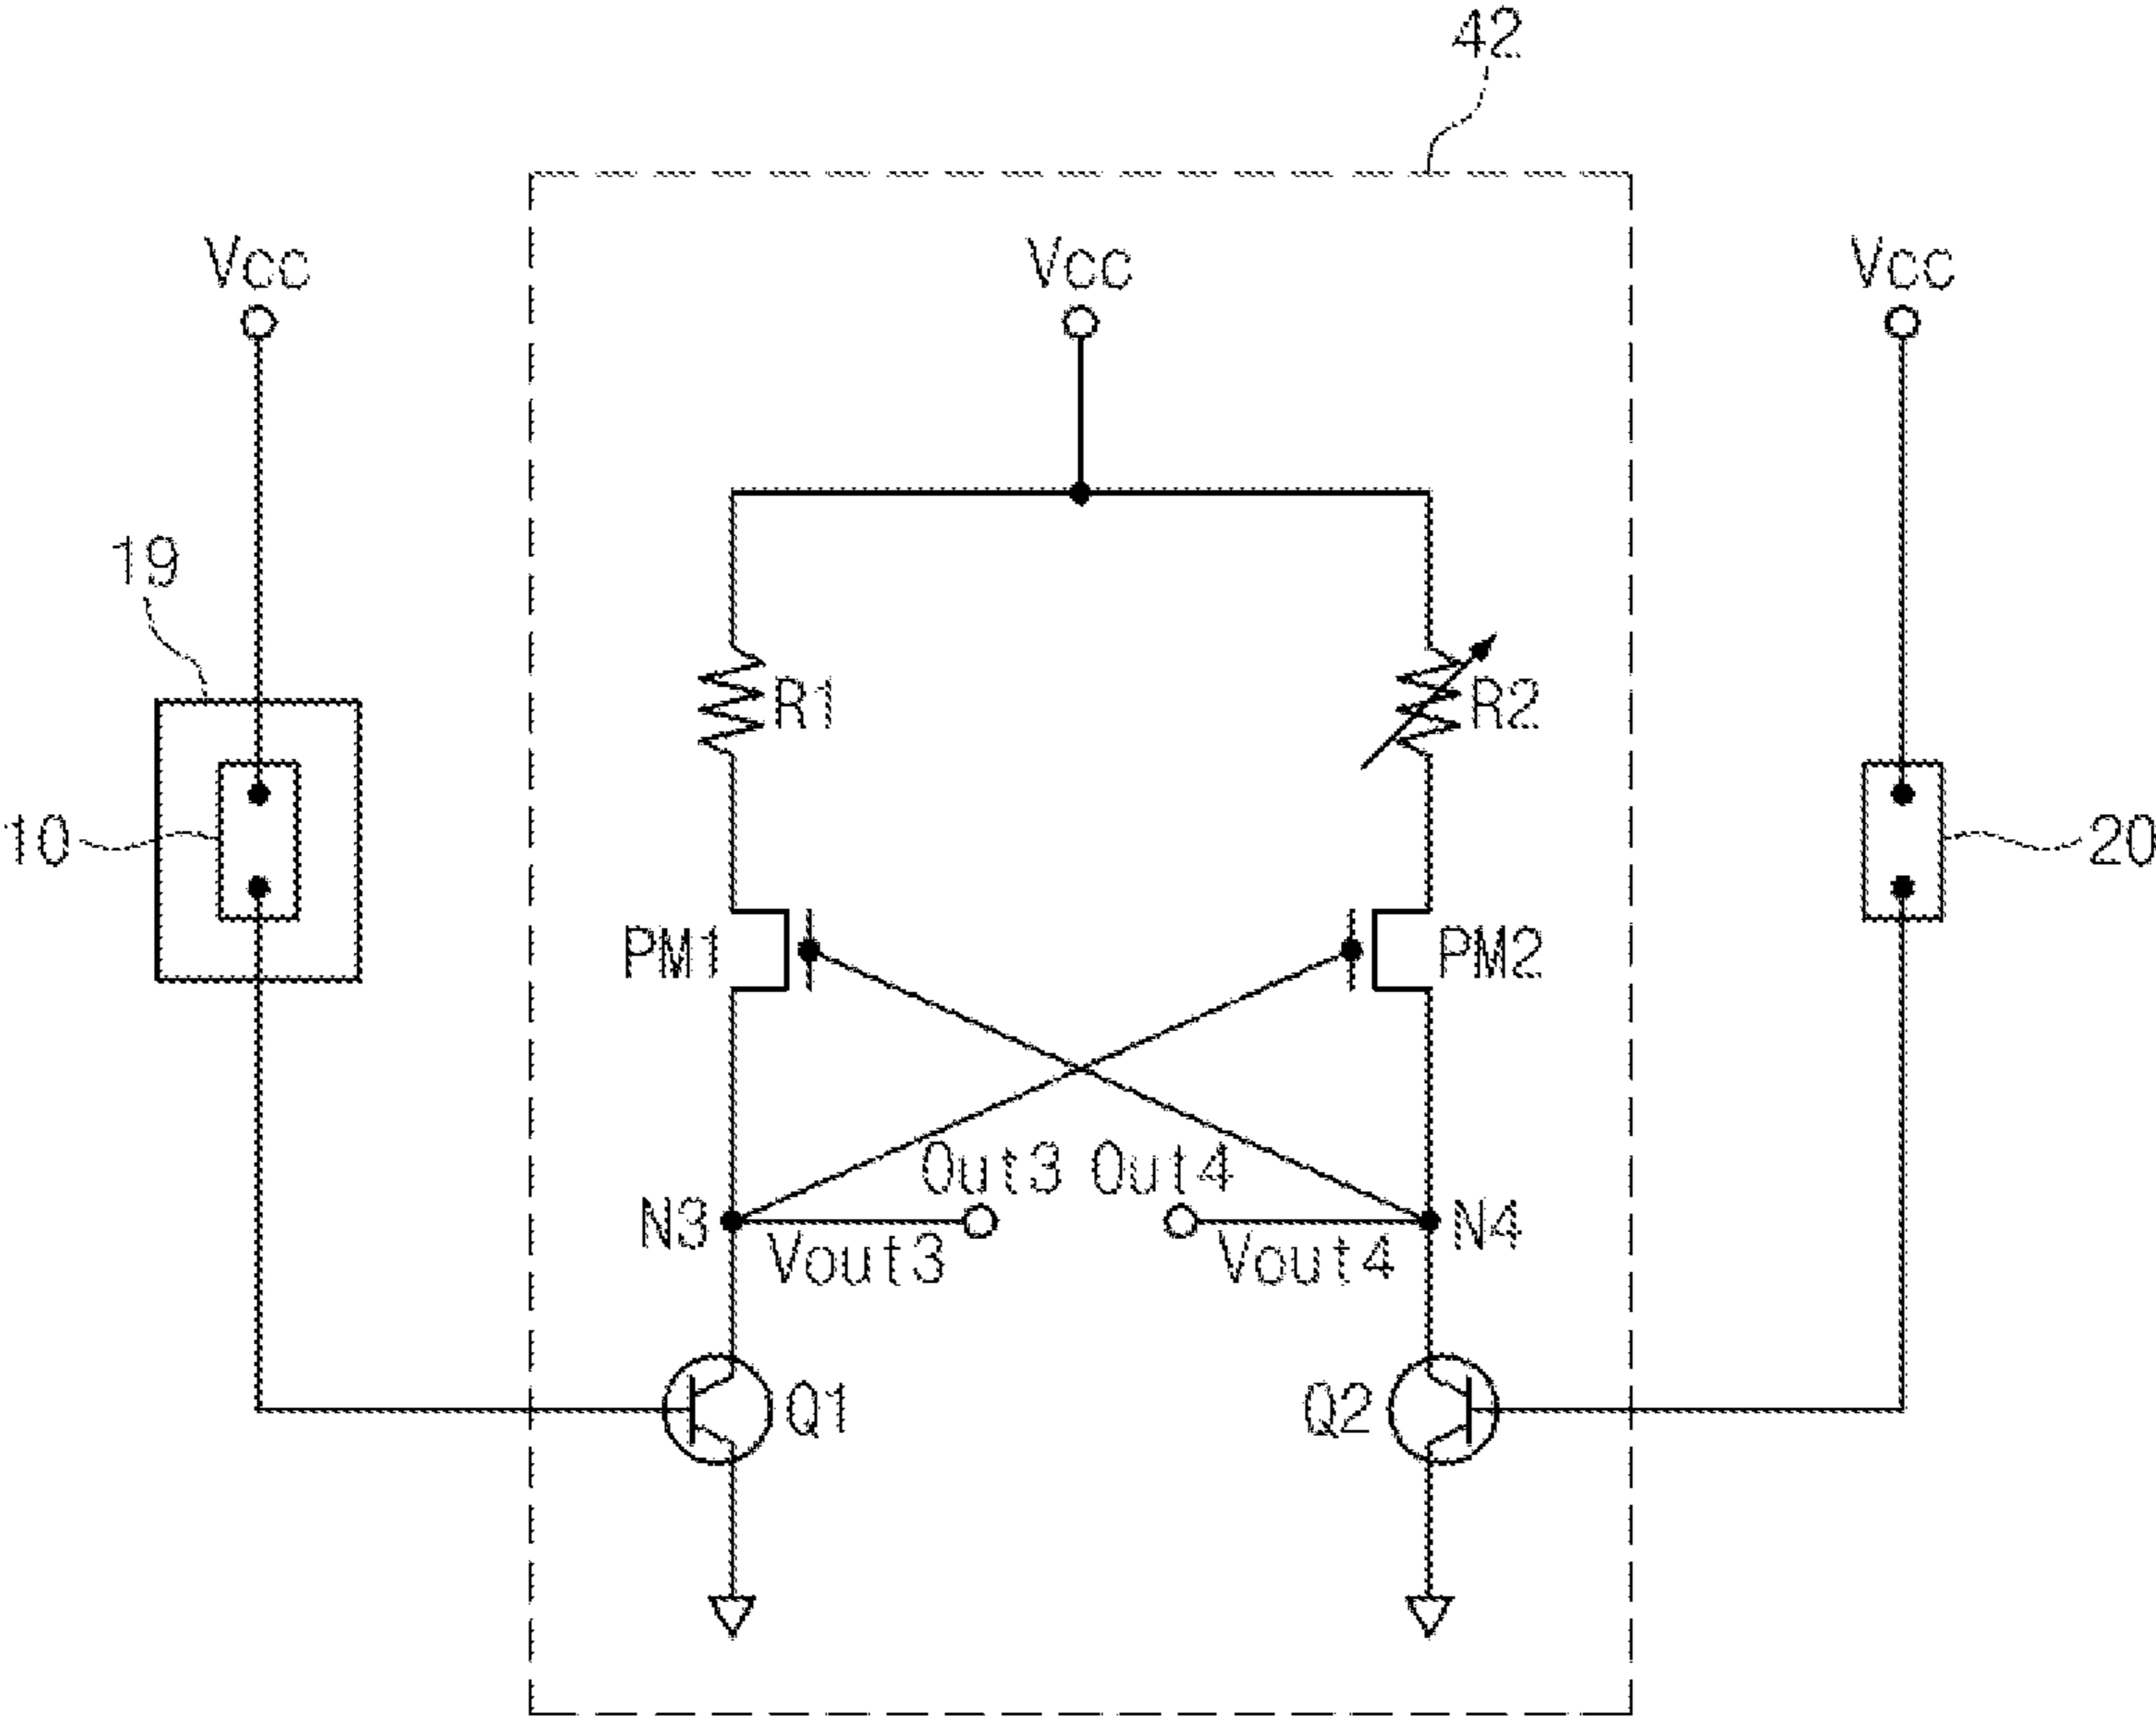 42
Vcc
Vcc
Vcc
19
R1
R2
10
20
PM1
PM2
Out3
Out4
N3
N4
Vout3
Vout4
Q1
Q2